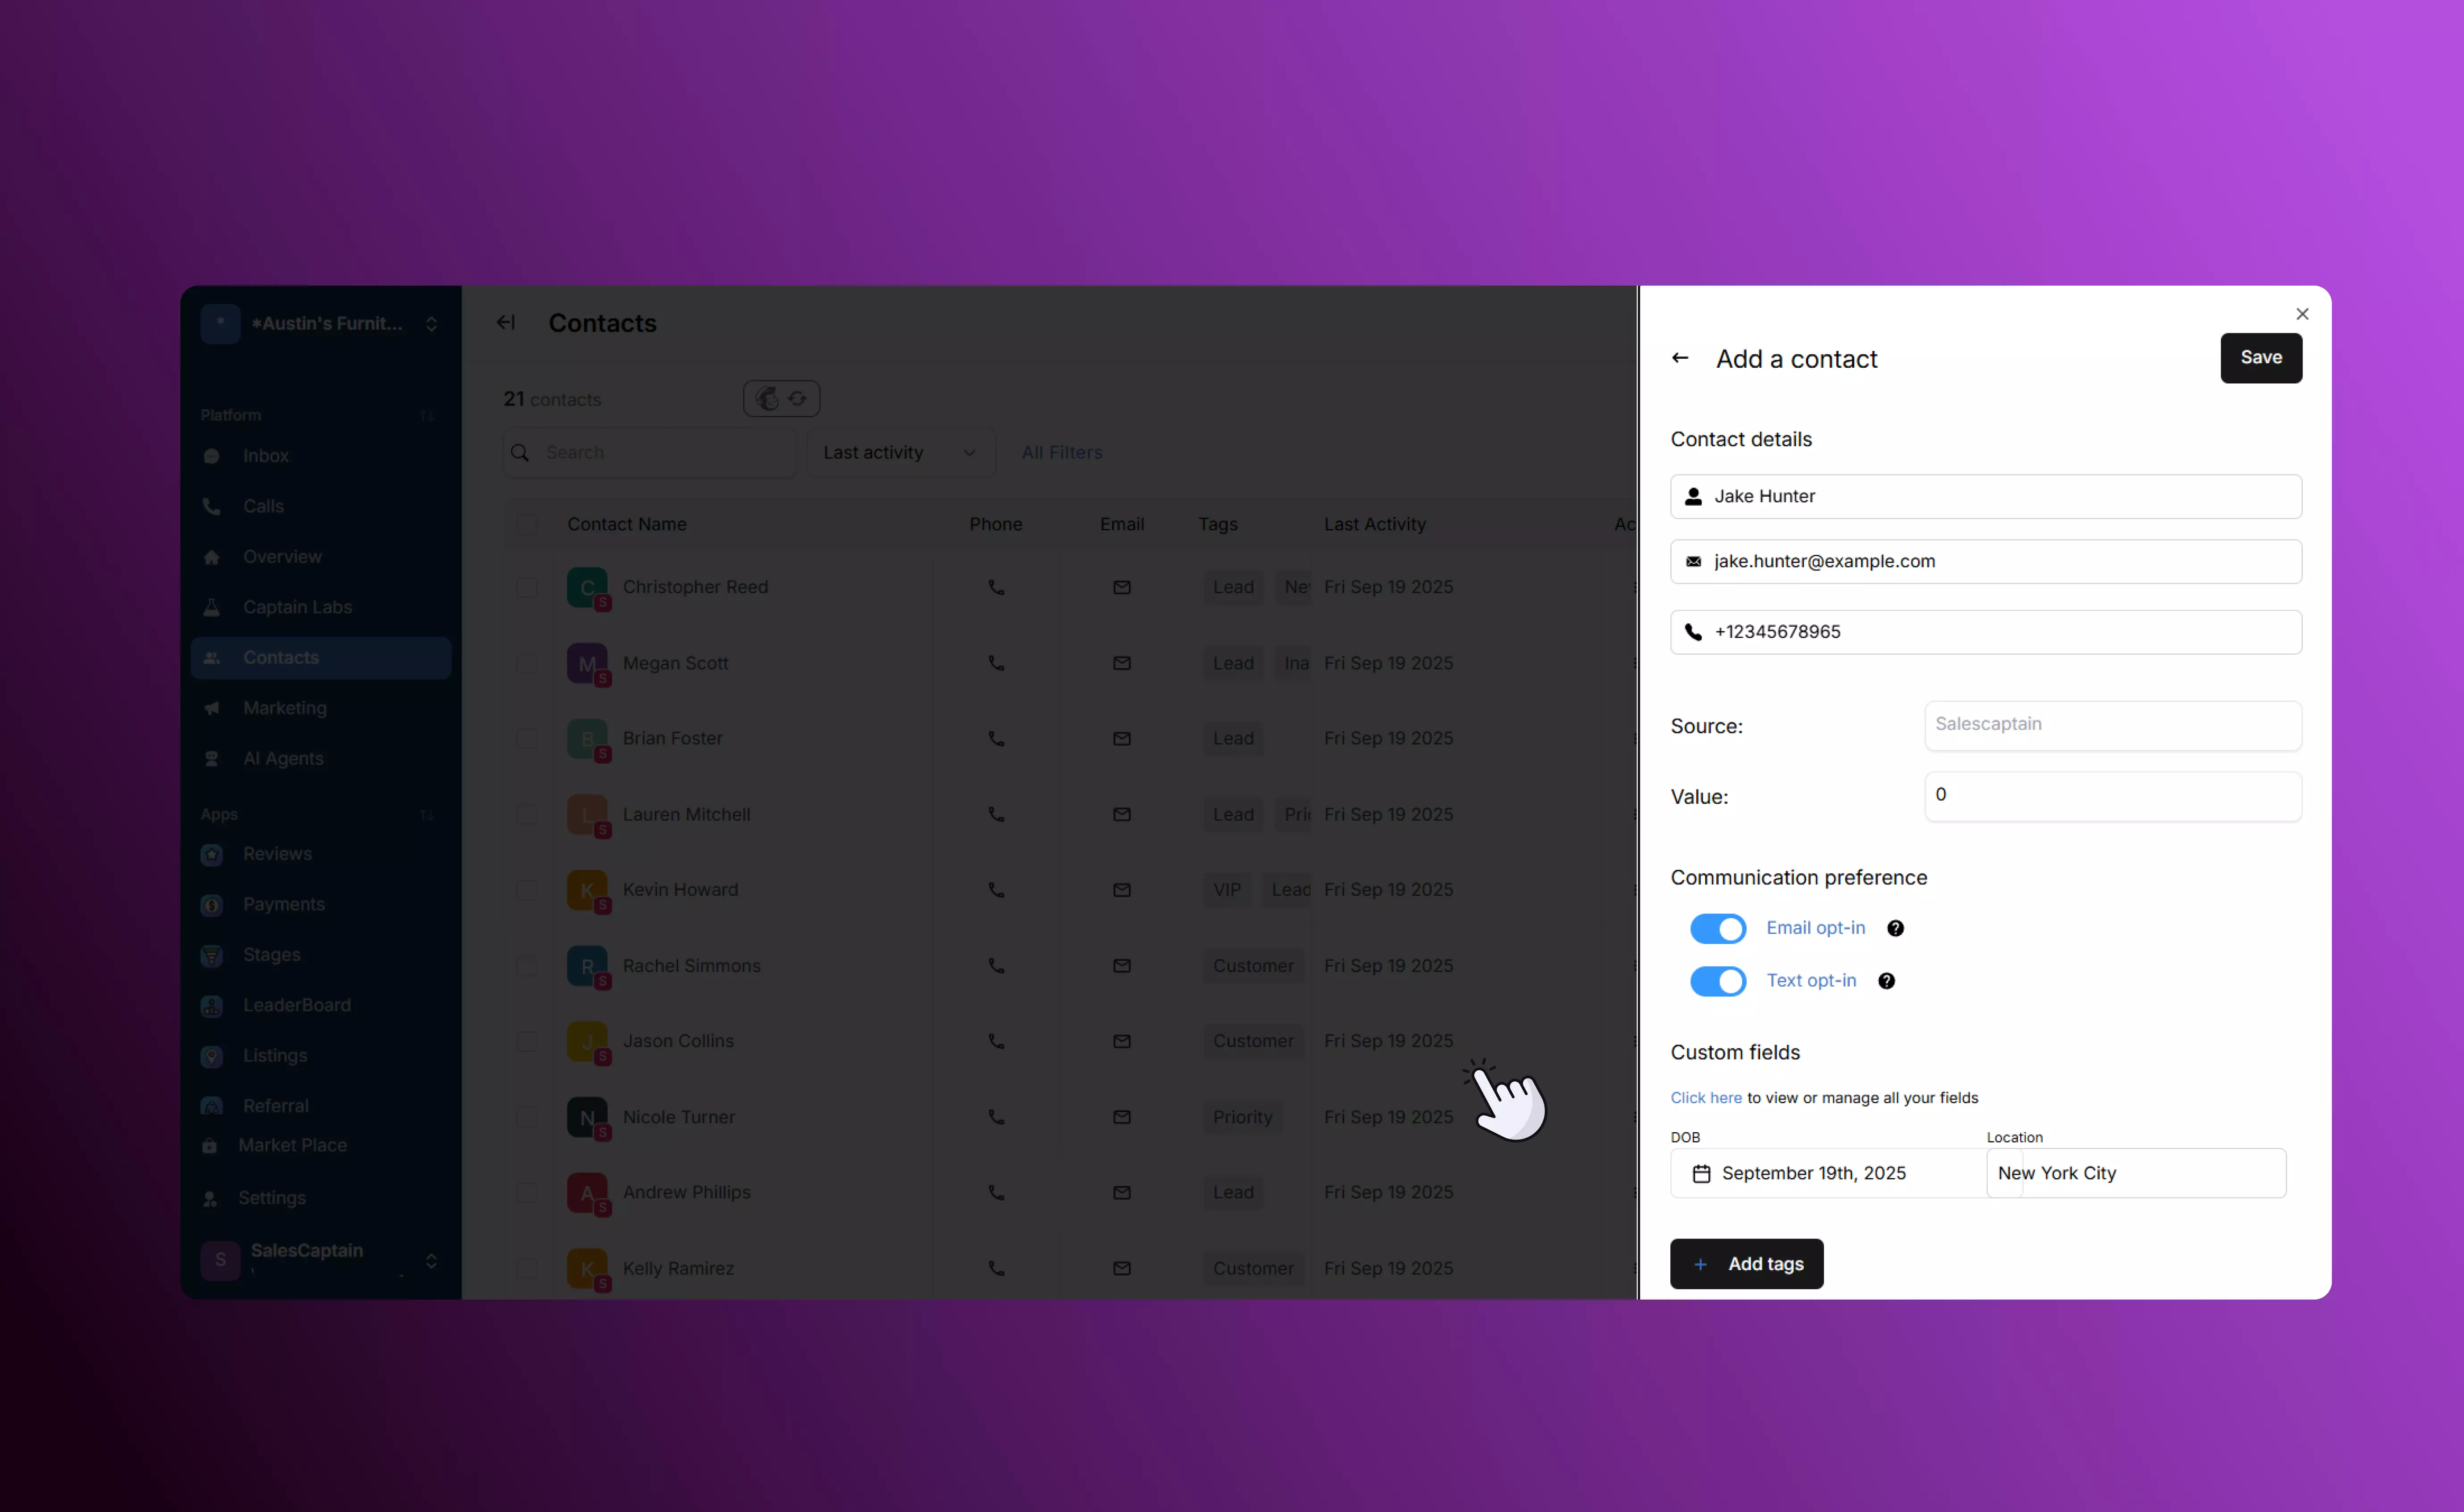 *
*Austin's Furnit...
Platform
Inbox
Calls
Overview
Captain Labs
Contacts
Marketing
AI Agents
Apps
Reviews
Payments
Stages
LeaderBoard
Listings
Referral
Market Place
Settings
S SalesCaptain
Contacts
21 contacts
Search
Last activity
All Filters
Contact Name Phone Email Tags Last Activity Ac
C S Christopher Reed Lead Ne Fri Sep 19 2025
M S Megan Scott Lead Ina Fri Sep 19 2025
B S Brian Foster Lead Fri Sep 19 2025
L S Lauren Mitchell Lead Pri Fri Sep 19 2025
K S Kevin Howard VIP Lead Fri Sep 19 2025
R S Rachel Simmons Customer Fri Sep 19 2025
J S Jason Collins Customer Fri Sep 19 2025
N S Nicole Turner Priority Fri Sep 19 2025
A S Andrew Phillips Lead Fri Sep 19 2025
K S Kelly Ramirez Customer Fri Sep 19 2025
Add a contact
Save
Contact details
Jake Hunter
jake.hunter@example.com
+12345678965
Source: Salescaptain
Value: 0
Communication preference
Email opt-in ?
Text opt-in ?
Custom fields
Click here to view or manage all your fields
DOB Location
September 19th, 2025 New York City
+ Add tags